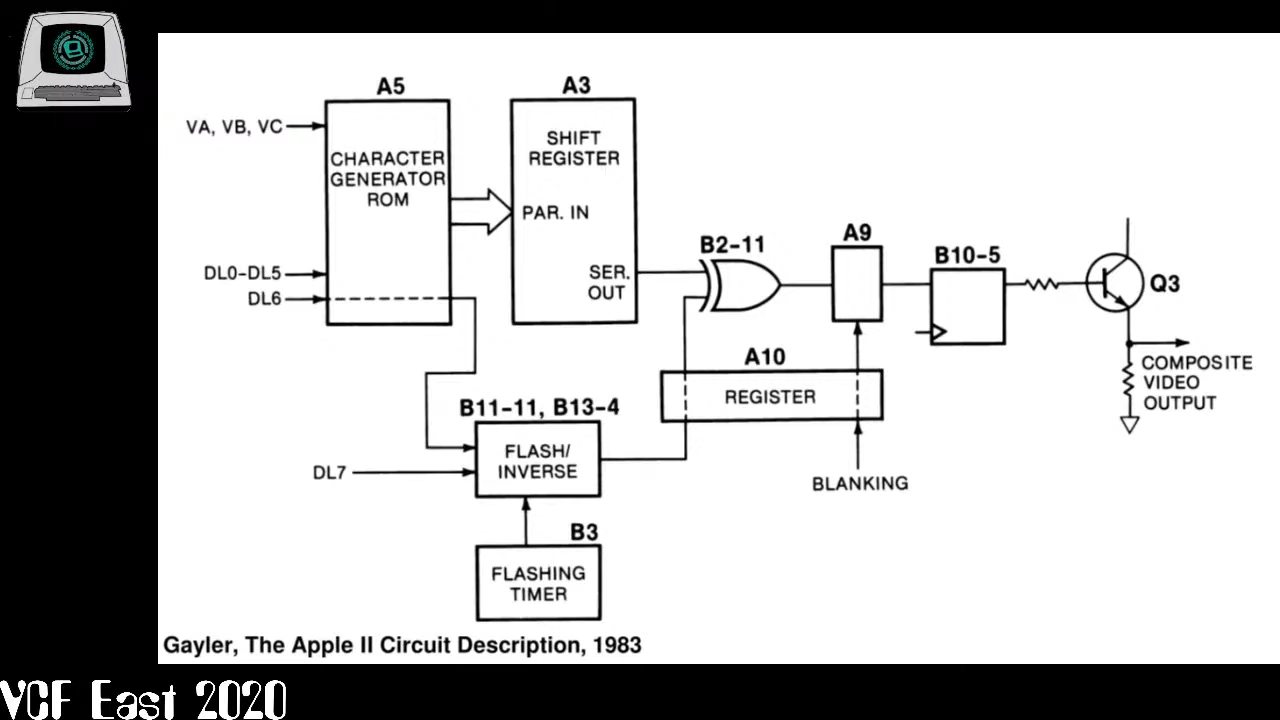 A5
A3
VA, VB, VC
CHARACTER
GENERATOR
ROM
SHIFT
REGISTER
PAR. IN
DL0-DL5
DL6
SER.
OUT
B2-11
A9
B10-5
Q3
A10
REGISTER
COMPOSITE
VIDEO
OUTPUT
B11-11, B13-4
FLASH/
INVERSE
DL7
BLANKING
B3
FLASHING
TIMER
Gayler, The Apple II Circuit Description, 1983
VCF East 2020